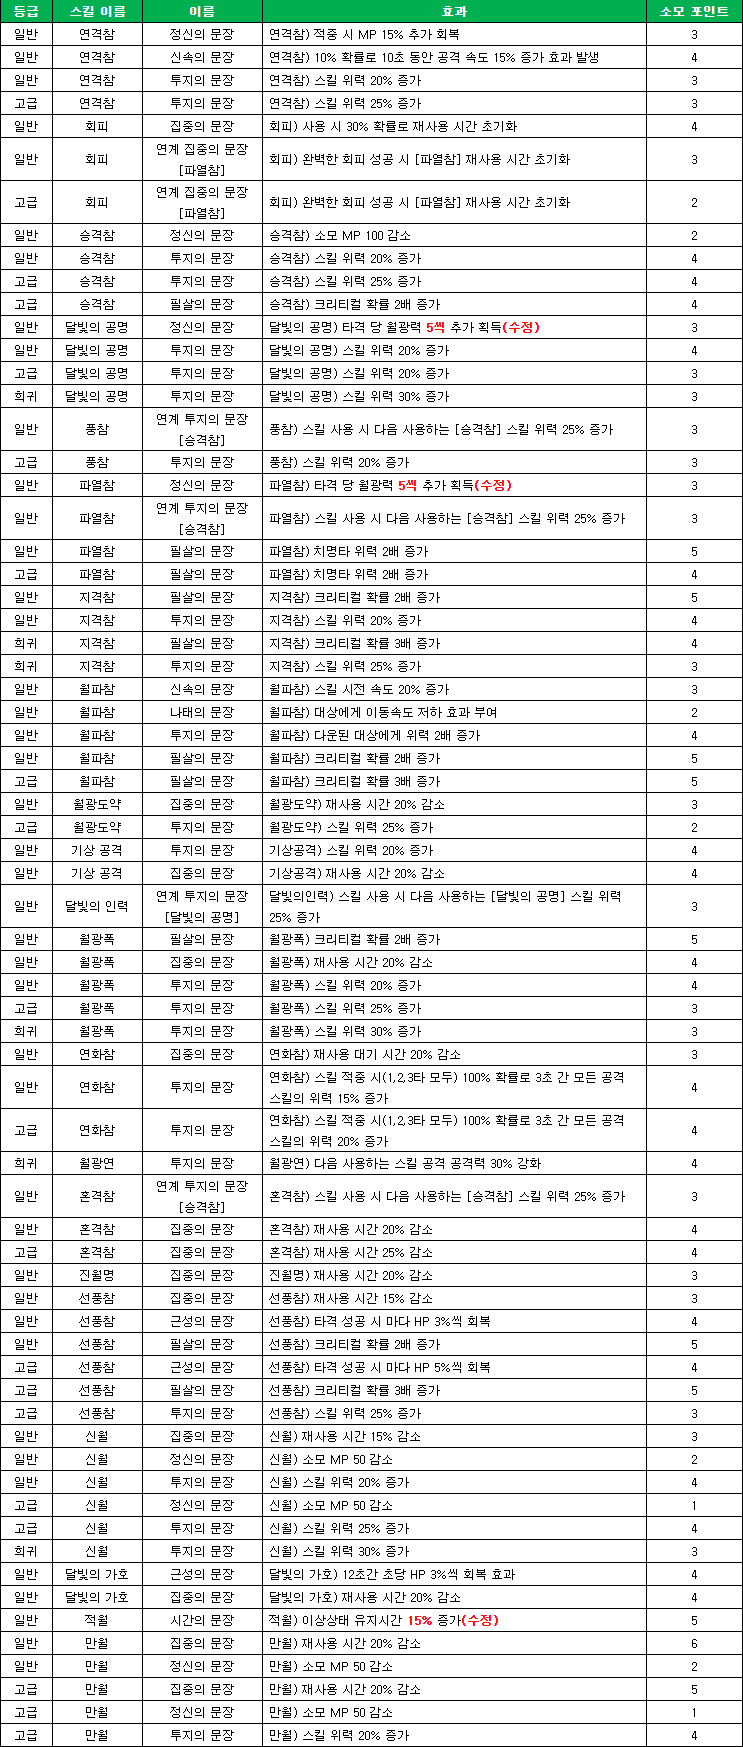 등급 스킬 이름 이름 효과 소모 포인트
일반 연격참 정신의 문장 연격참) 적중 시 MP 15% 추가 회복 3
일반 연격참 신속의 문장 연격참) 10% 확률로 10초 동안 공격 속도 15% 증가 효과 발생 4
일반 연격참 투지의 문장 연격참) 스킬 위력 20% 증가 3
고급 연격참 투지의 문장 연격참) 스킬 위력 25% 증가 3
일반 회피 집중의 문장 회피) 사용 시 30% 확률로 재사용 시간 초기화 4
일반 회피 연계 집중의 문장 회피) 완벽한 회피 성공 시 [파열참] 재사용 시간 초기화 3
[파열참]
고급 회피 연계 집중의 문장 회피) 완벽한 회피 성공 시 [파열참] 재사용 시간 초기화 2
[파열참]
일반 승격참 정신의 문장 승격참) 소모 MP 100 감소 2
일반 승격참 투지의 문장 승격참) 스킬 위력 20% 증가 4
고급 승격참 투지의 문장 승격참) 스킬 위력 25% 증가 4
고급 승격참 필살의 문장 승격참) 크리티컬 확률 2배 증가 4
일반 달빛의 공명 정신의 문장 달빛의 공명) 타격 당 월광력 5씩 추가 획득(수정) 3
일반 달빛의 공명 투지의 문장 달빛의 공명) 스킬 위력 20% 증가 4
고급 달빛의 공명 투지의 문장 달빛의 공명) 스킬 위력 20% 증가 3
희귀 달빛의 공명 투지의 문장 달빛의 공명) 스킬 위력 30% 증가 3
일반 풍참 연계 투지의 문장 풍참) 스킬 사용 시 다음 사용하는 [승격참] 스킬 위력 25% 증가 3
[승격참]
고급 풍참 투지의 문장 풍참) 스킬 위력 20% 증가 3
일반 파열참 정신의 문장 파열참) 타격 당 월광력 5씩 추가 획득(수정) 3
일반 파열참 연계 투지의 문장 파열참) 스킬 사용 시 다음 사용하는 [승격참] 스킬 위력 25% 증가 3
[승격참]
일반 파열참 필살의 문장 파열참) 치명타 위력 2배 증가 5
고급 파열참 필살의 문장 파열참) 치명타 위력 2배 증가 4
일반 지격참 필살의 문장 지격참) 크리티컬 확률 2배 증가 5
일반 지격참 투지의 문장 지격참) 스킬 위력 20% 증가 4
희귀 지격참 필살의 문장 지격참) 크리티컬 확률 3배 증가 4
희귀 지격참 투지의 문장 지격참) 스킬 위력 25% 증가 3
일반 월파참 신속의 문장 월파참) 스킬 시전 속도 20% 증가 3
일반 월파참 나태의 문장 월파참) 대상에게 이동속도 저하 효과 부여 2
일반 월파참 투지의 문장 월파참) 다운된 대상에게 위력 2배 증가 4
일반 월파참 필살의 문장 월파참) 크리티컬 확률 2배 증가 5
고급 월파참 필살의 문장 월파참) 크리티컬 확률 3배 증가 5
일반 월광도약 집중의 문장 월광도약) 재사용 시간 20% 감소 3
고급 월광도약 투지의 문장 월광도약) 스킬 위력 25% 증가 2
일반 기상 공격 투지의 문장 기상공격) 스킬 위력 20% 증가 4
일반 기상 공격 집중의 문장 기상공격) 재사용 시간 20% 감소 4
일반 달빛의 인력 연계 투지의 문장 달빛의인력) 스킬 사용 시 다음 사용하는 [달빛의 공명] 스킬 위력 3
[달빛의 공명] 25% 증가
일반 월광폭 필살의 문장 월광폭) 크리티컬 확률 2배 증가 5
일반 월광폭 집중의 문장 월광폭) 재사용 시간 20% 감소 4
일반 월광폭 투지의 문장 월광폭) 스킬 위력 20% 증가 4
고급 월광폭 투지의 문장 월광폭) 스킬 위력 25% 증가 3
희귀 월광폭 투지의 문장 월광폭) 스킬 위력 30% 증가 3
일반 연화참 집중의 문장 연화참) 재사용 대기 시간 20% 감소 3
일반 연화참 투지의 문장 연화참) 스킬 적중 시(1,2,3타 모두) 100% 확률로 3초 간 모든 공격 4
스킬의 위력 15% 증가
고급 연화참 투지의 문장 연화참) 스킬 적중 시(1,2,3타 모두) 100% 확률로 3초 간 모든 공격 4
스킬의 위력 20% 증가
희귀 월광연 투지의 문장 월광연) 다음 사용하는 스킬 공격 공격력 30% 강화 4
일반 혼격참 연계 투지의 문장 혼격참) 스킬 사용 시 다음 사용하는 [승격참] 스킬 위력 25% 증가 3
[승격참]
일반 혼격참 집중의 문장 혼격참) 재사용 시간 20% 감소 4
고급 혼격참 집중의 문장 혼격참) 재사용 시간 25% 감소 4
일반 진월명 집중의 문장 진월명) 재사용 시간 20% 감소 3
일반 선풍참 집중의 문장 선풍참) 재사용 시간 15% 감소 3
일반 선풍참 근성의 문장 선풍참) 타격 성공 시 마다 HP 3%씩 회복 4
일반 선풍참 필살의 문장 선풍참) 크리티컬 확률 2배 증가 5
고급 선풍참 근성의 문장 선풍참) 타격 성공 시 마다 HP 5%씩 회복 4
고급 선풍참 필살의 문장 선풍참) 크리티컬 확률 3배 증가 5
고급 선풍참 투지의 문장 선풍참) 스킬 위력 25% 증가 3
일반 신월 집중의 문장 신월) 재사용 시간 15% 감소 3
일반 신월 정신의 문장 신월) 소모 MP 50 감소 2
일반 신월 투지의 문장 신월) 스킬 위력 20% 증가 4
고급 신월 정신의 문장 신월) 소모 MP 50 감소 1
고급 신월 투지의 문장 신월) 스킬 위력 25% 증가 4
희귀 신월 투지의 문장 신월) 스킬 위력 30% 증가 3
일반 달빛의 가호 근성의 문장 달빛의 가호) 12초간 초당 HP 3%씩 회복 효과 4
일반 달빛의 가호 집중의 문장 달빛의 가호) 재사용 시간 20% 감소 4
일반 적월 시간의 문장 적월) 이상상태 유지시간 15% 증가(수정) 5
일반 만월 집중의 문장 만월) 재사용 시간 20% 감소 6
일반 만월 정신의 문장 만월) 소모 MP 50 감소 2
고급 만월 집중의 문장 만월) 재사용 시간 20% 감소 5
고급 만월 정신의 문장 만월) 소모 MP 50 감소 1
고급 만월 투지의 문장 만월) 스킬 위력 20% 증가 4